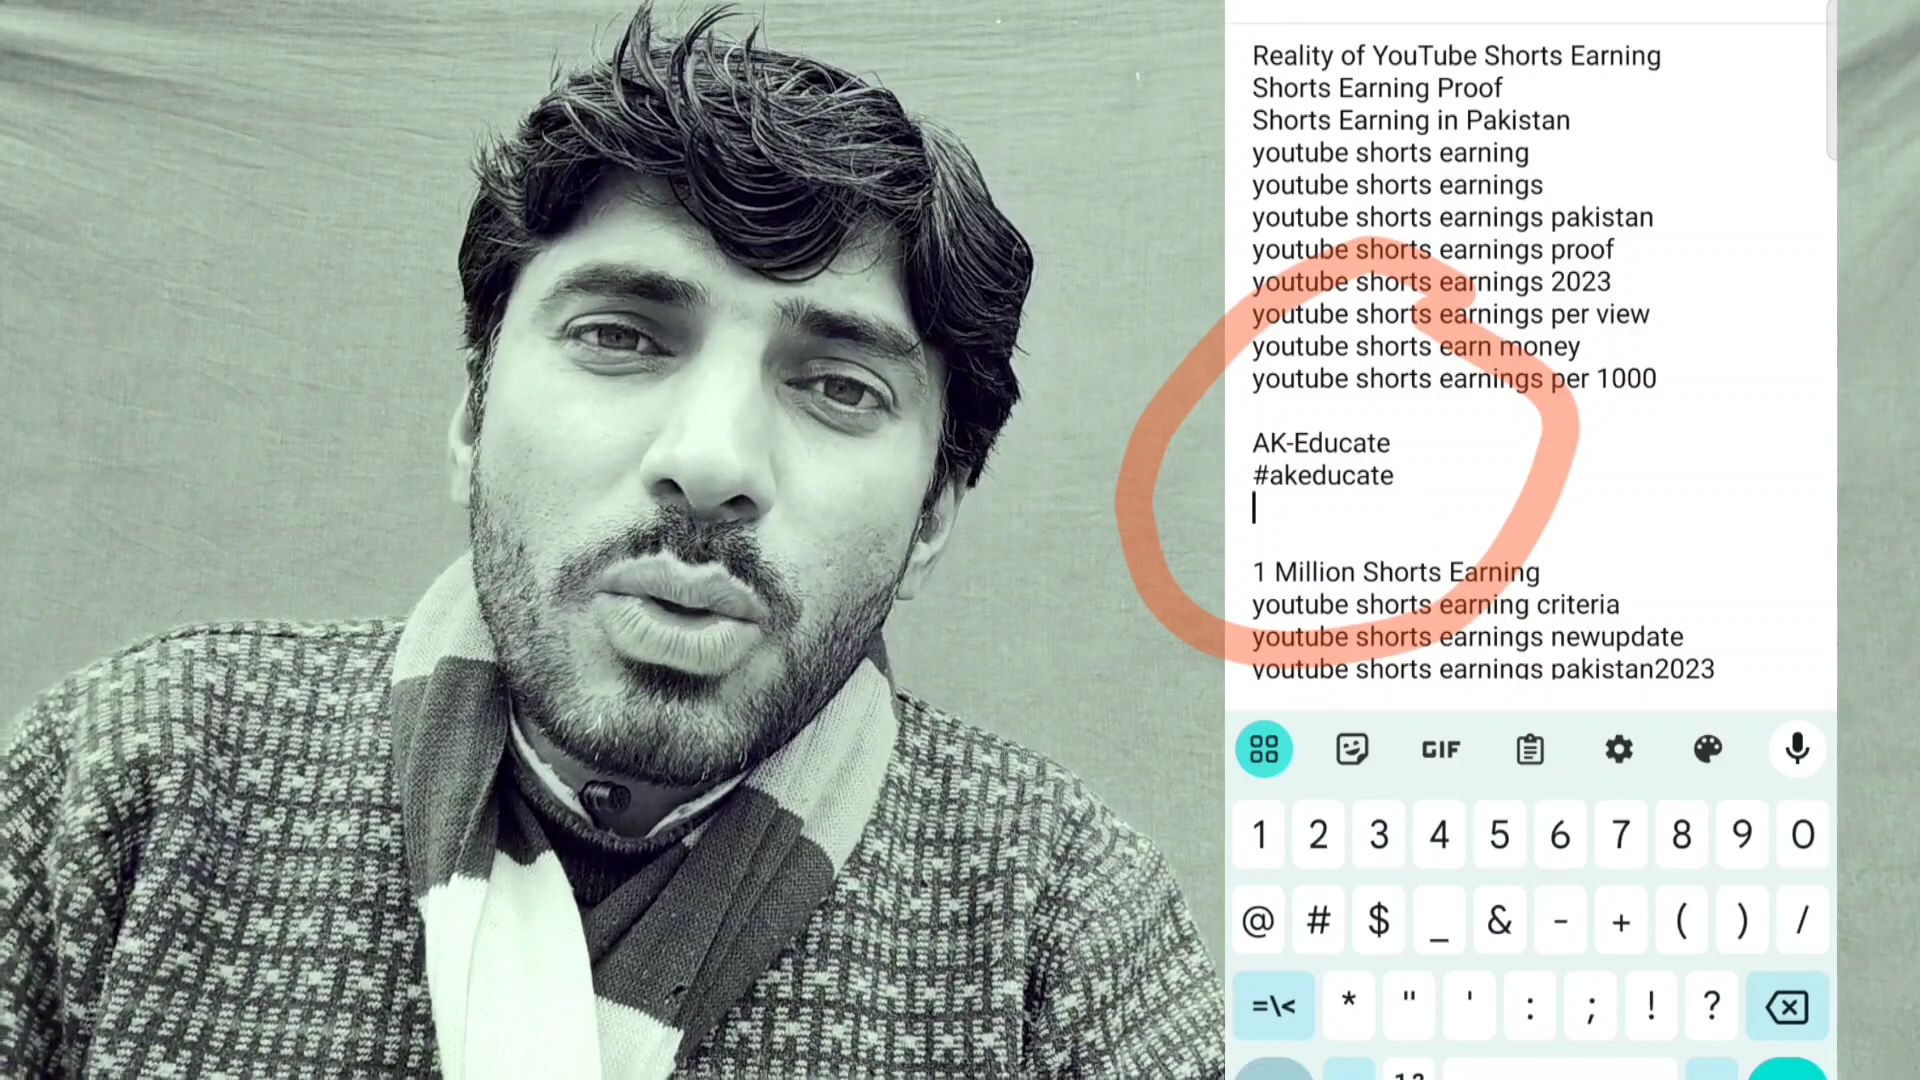 Reality of YouTube Shorts Earning
Shorts Earning Proof
Shorts Earning in Pakistan
youtube shorts earning
youtube shorts earnings
youtube shorts earnings pakistan
youtube shorts earnings proof
youtube shorts earnings 2023
youtube shorts earnings per view
youtube shorts earn money
youtube shorts earnings per 1000
AK-Educate
#akeducate
1 Million Shorts Earning
youtube shorts earning criteria
youtube shorts earnings newupdate
youtube shorts earnings pakistan2023
GIF
1 2 3 4 5 6 7 8 9 0
@ # $ _ & - + ( ) /
=\< * " ' : ; ! ?